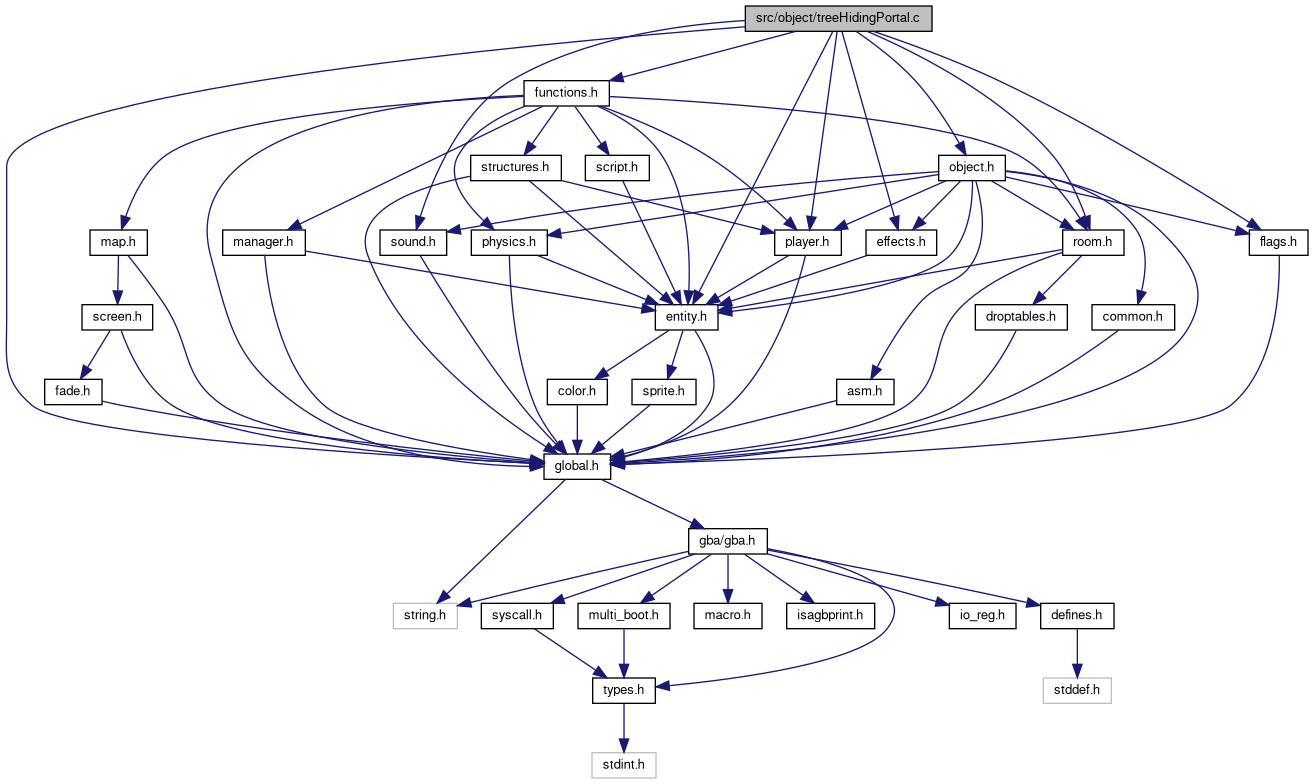 src/object/treeHidingPortal.c
functions.h
structures.h
script.h
object.h
map.h
manager.h
sound.h
physics.h
player.h
effects.h
room.h
flags.h
screen.h
entity.h
droptables.h
common.h
fade.h
color.h
sprite.h
asm.h
global.h
gba/gba.h
string.h
syscall.h
multi_boot.h
macro.h
isagbprint.h
io_reg.h
defines.h
types.h
stddef.h
stdint.h